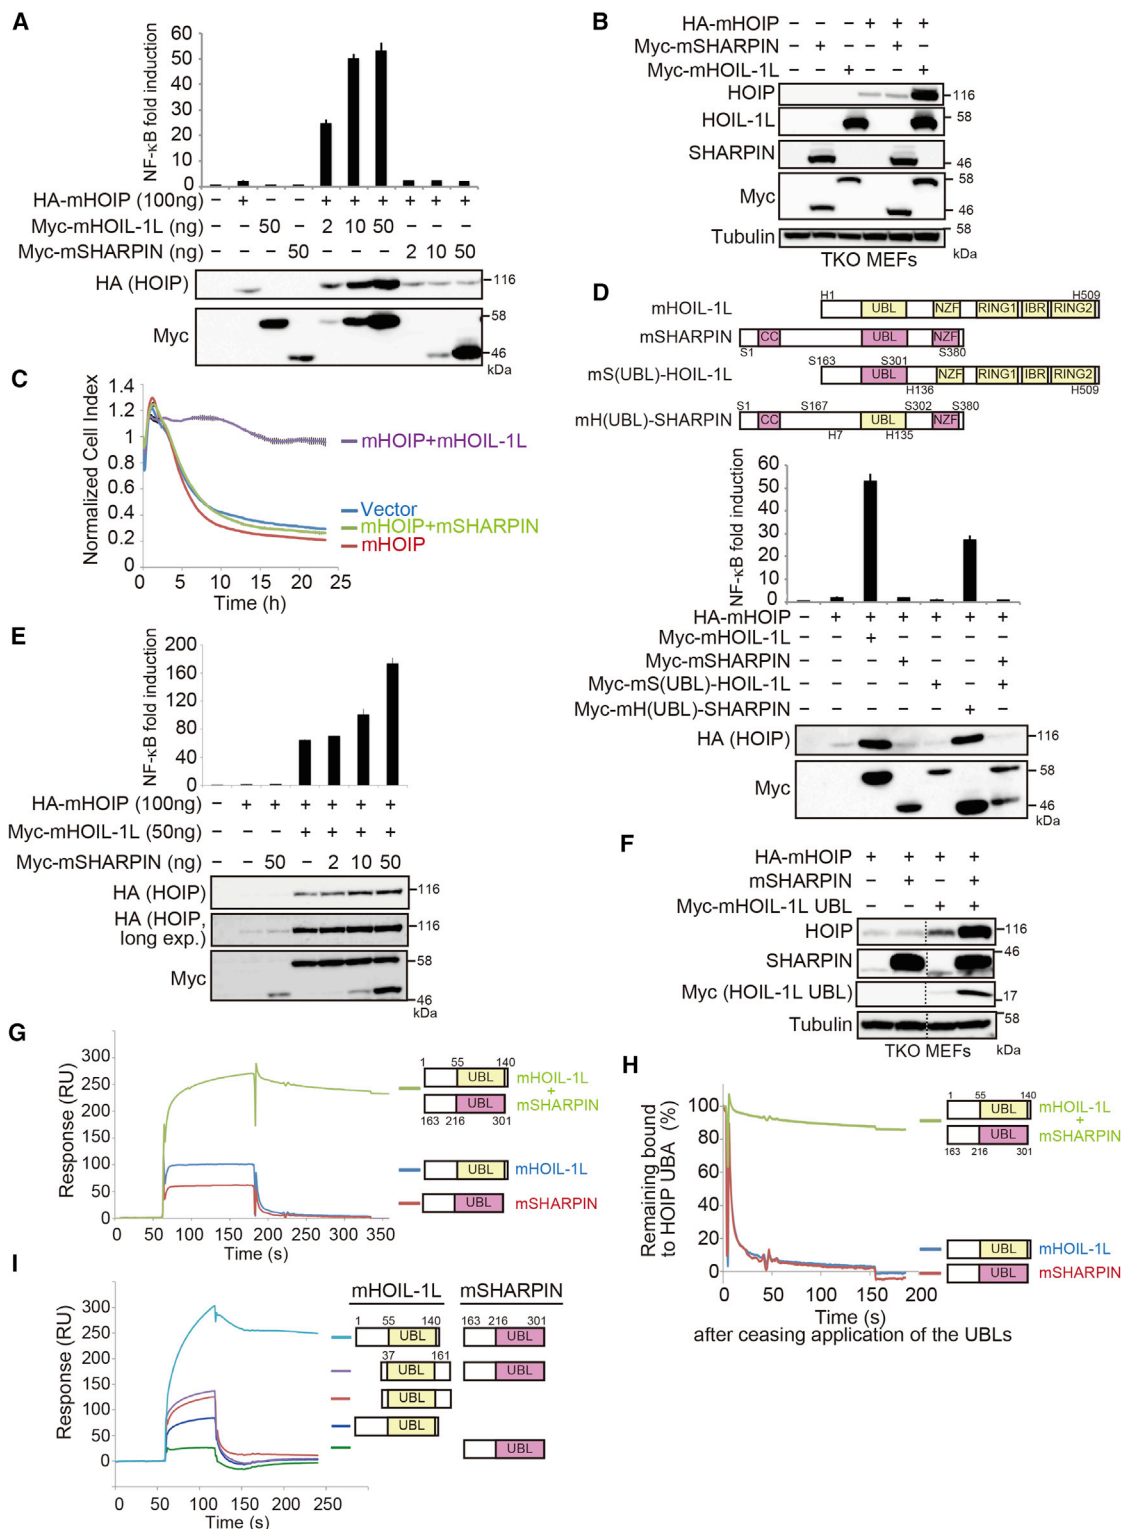 A
NF-κB fold induction
60
50
40
30
20
10
0
HA-mHOIP (100ng) – + – – + + + + + +
Myc-mHOIL-1L (ng) – – 50 – 2 10 50 – – –
Myc-mSHARPIN (ng) – – – 50 – – – 2 10 50
HA (HOIP)
116
Myc
58
46
kDa
B
HA-mHOIP – – – + + +
Myc-mSHARPIN – + – – + –
Myc-mHOIL-1L – – + – – +
HOIP
116
HOIL-1L
58
SHARPIN
46
Myc
58
46
Tubulin
58
TKO MEFs
kDa
C
Normalized Cell Index
1.4
1.2
1
0.8
0.6
0.4
0.2
0
0 5 10 15 20 25
Time (h)
mHOIP+mHOIL-1L
Vector
mHOIP+mSHARPIN
mHOIP
D
mHOIL-1L
H1 H509
UBL NZF RING1 IBR RING2
mSHARPIN
CC UBL NZF
S1 S380
mS(UBL)-HOIL-1L
S163 S301
UBL NZF RING1 IBR RING2
H136 H509
mH(UBL)-SHARPIN
S1 S167 S302 S380
CC UBL NZF
H7 H135
NF-κB fold induction
60
50
40
30
20
10
0
HA-mHOIP – + + + + + +
Myc-mHOIL-1L – – + – – – –
Myc-mSHARPIN – – – + – – +
Myc-mS(UBL)-HOIL-1L – – – – + – +
Myc-mH(UBL)-SHARPIN – – – – – + –
HA (HOIP)
116
Myc
58
46
kDa
E
NF-κB fold induction
200
160
120
80
40
0
HA-mHOIP (100ng) – + + + + + +
Myc-mHOIL-1L (50ng) – – – + + + +
Myc-mSHARPIN (ng) – – 50 – 2 10 50
HA (HOIP)
116
HA (HOIP,
long exp.)
116
Myc
58
46
kDa
F
HA-mHOIP + + + +
mSHARPIN – + – +
Myc-mHOIL-1L UBL – – + +
HOIP
116
SHARPIN
46
Myc (HOIL-1L UBL)
17
Tubulin
58
TKO MEFs
kDa
G
Response (RU)
300
250
200
150
100
50
0
0 50 100 150 200 250 300 350
Time (s)
1 55 140
UBL
mHOIL-1L
+
UBL
mSHARPIN
163 216 301
UBL
mHOIL-1L
UBL
mSHARPIN
H
Remaining bound
to HOIP UBA (%)
100
80
60
40
20
0
0 50 100 150 200
Time (s)
after ceasing application of the UBLs
1 55 140
UBL
mHOIL-1L
+
UBL
mSHARPIN
163 216 301
UBL
mHOIL-1L
UBL
mSHARPIN
I
Response (RU)
300
250
200
150
100
50
0
0 50 100 150 200 250
Time (s)
mHOIL-1L mSHARPIN
1 55 140 163 216 301
UBL UBL
37 161
UBL UBL
UBL
UBL
UBL